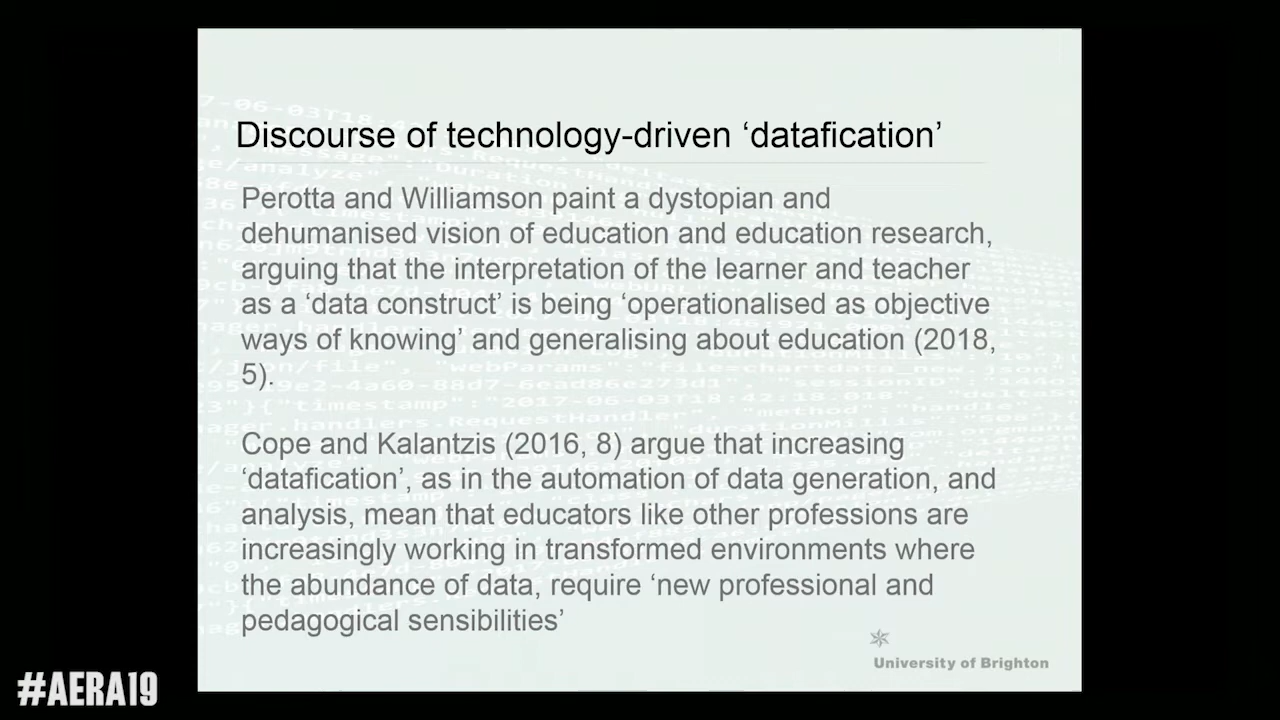 Discourse of technology-driven ‘datafication’
Perotta and Williamson paint a dystopian and
dehumanised vision of education and education research,
arguing that the interpretation of the learner and teacher
as a ‘data construct’ is being ‘operationalised as objective
ways of knowing’ and generalising about education (2018,
5).
Cope and Kalantzis (2016, 8) argue that increasing
‘datafication’, as in the automation of data generation, and
analysis, mean that educators like other professions are
increasingly working in transformed environments where
the abundance of data, require ‘new professional and
pedagogical sensibilities’
University of Brighton
#AERA19